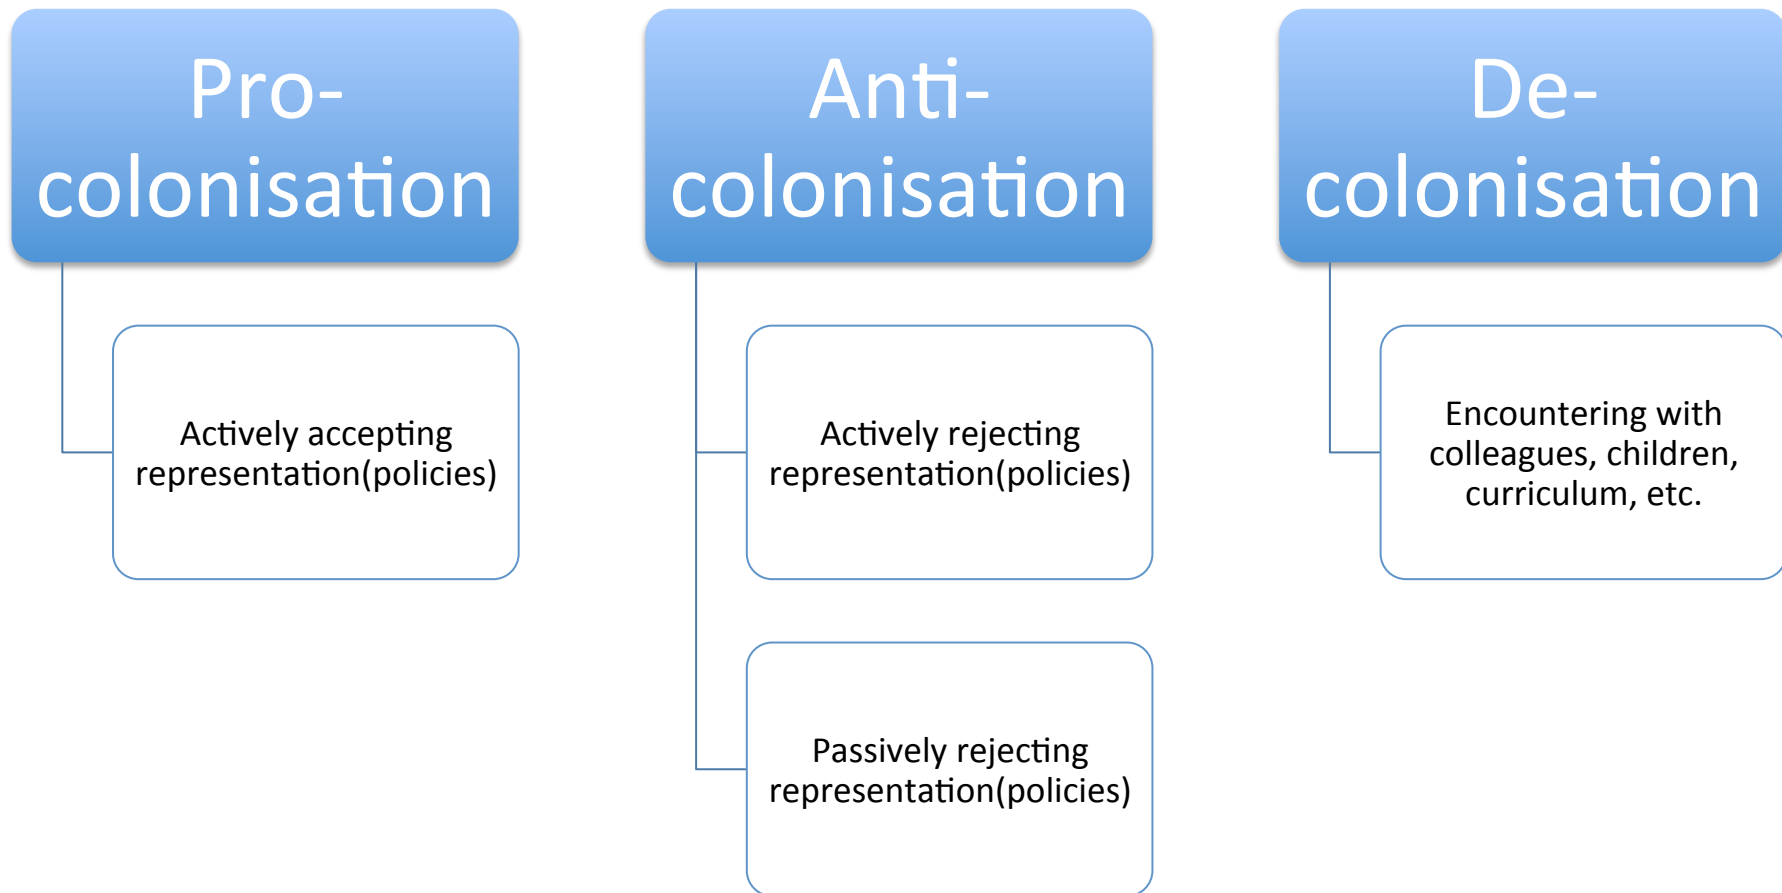 Pro-
colonisation
Actively accepting
representation(policies)
Anti-
colonisation
Actively rejecting
representation(policies)
Passively rejecting
representation(policies)
De-
colonisation
Encountering with
colleagues, children,
curriculum, etc.